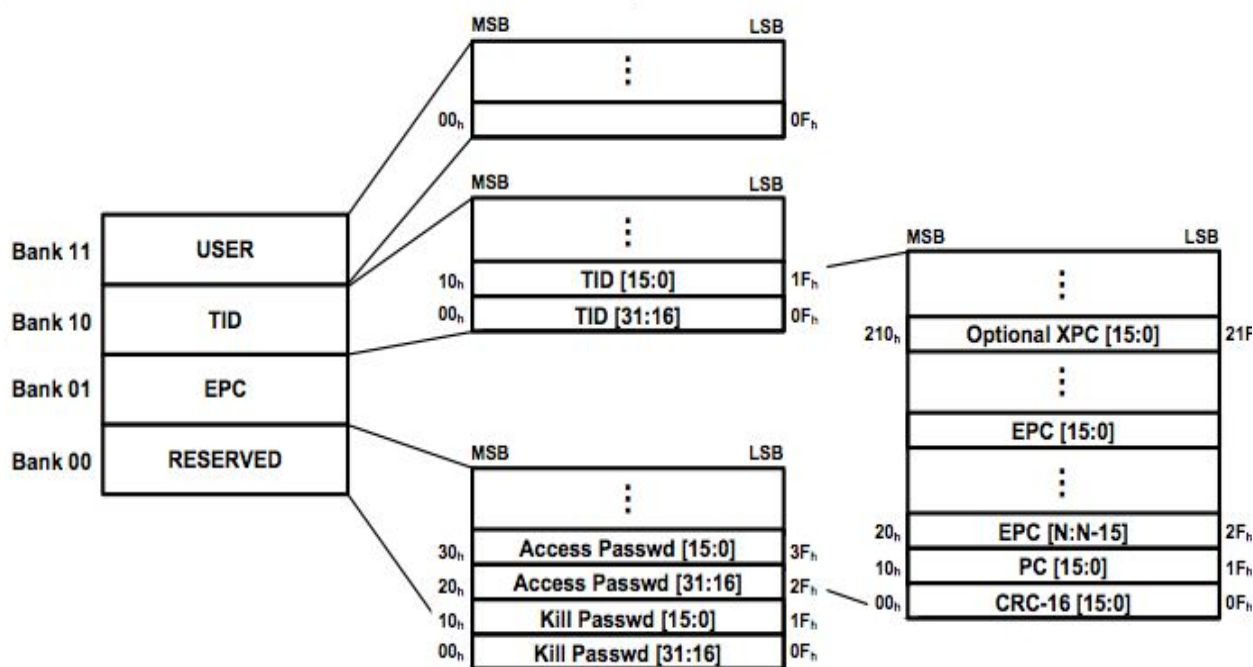 MSB LSB
⋮
00h 0Fh
MSB LSB
⋮
10h TID [15:0] 1Fh
00h TID [31:16] 0Fh
Bank 11 USER
Bank 10 TID
Bank 01 EPC
Bank 00 RESERVED
MSB LSB
⋮
30h Access Passwd [15:0] 3Fh
20h Access Passwd [31:16] 2Fh
10h Kill Passwd [15:0] 1Fh
00h Kill Passwd [31:16] 0Fh
MSB LSB
⋮
210h Optional XPC [15:0] 21F
⋮
EPC [15:0]
⋮
20h EPC [N:N-15] 2Fh
10h PC [15:0] 1Fh
00h CRC-16 [15:0] 0Fh